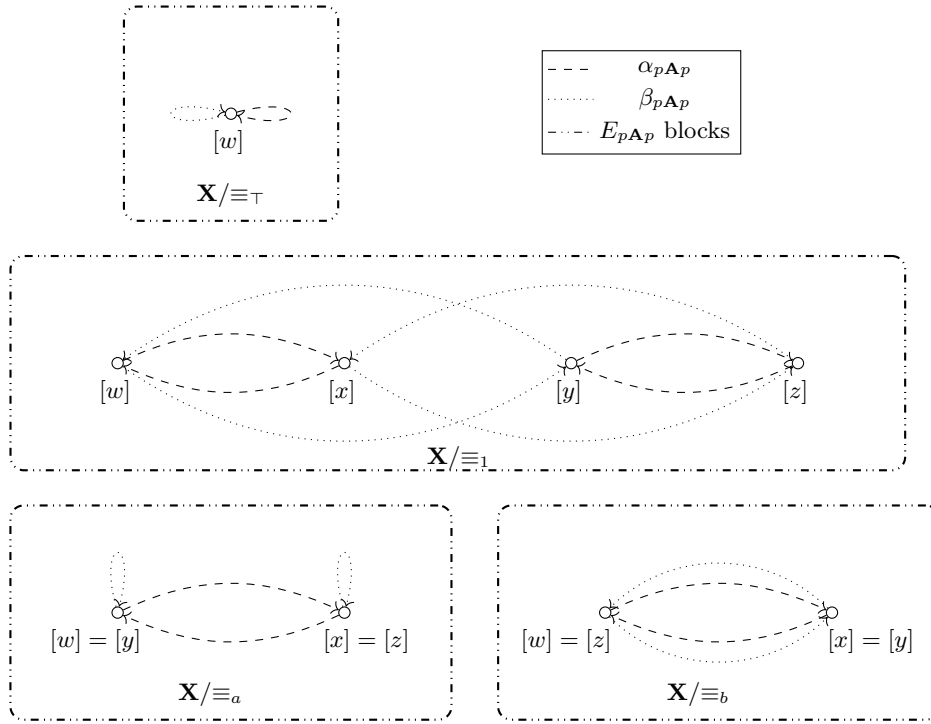 α_{p𝐀p}
β_{p𝐀p}
E_{p𝐀p} blocks
[w]
𝐗/≡_⊤
[w] [x] [y] [z]
𝐗/≡_1
[w] = [y] [x] = [z] [w] = [z] [x] = [y]
𝐗/≡_a 𝐗/≡_b